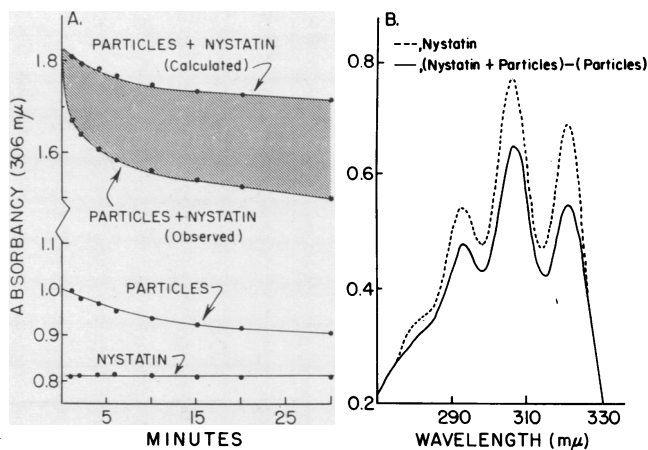 A.
PARTICLES + NYSTATIN
(Calculated)
PARTICLES + NYSTATIN
(Observed)
PARTICLES
NYSTATIN
ABSORBANCY (306 mμ)
1.8
1.6
1.1
1.0
0.9
0.8
5
15
25
MINUTES
B.
----,Nystatin
——,(Nystatin + Particles)–(Particles)
0.8
0.6
0.4
0.2
290
310
330
WAVELENGTH (mμ)